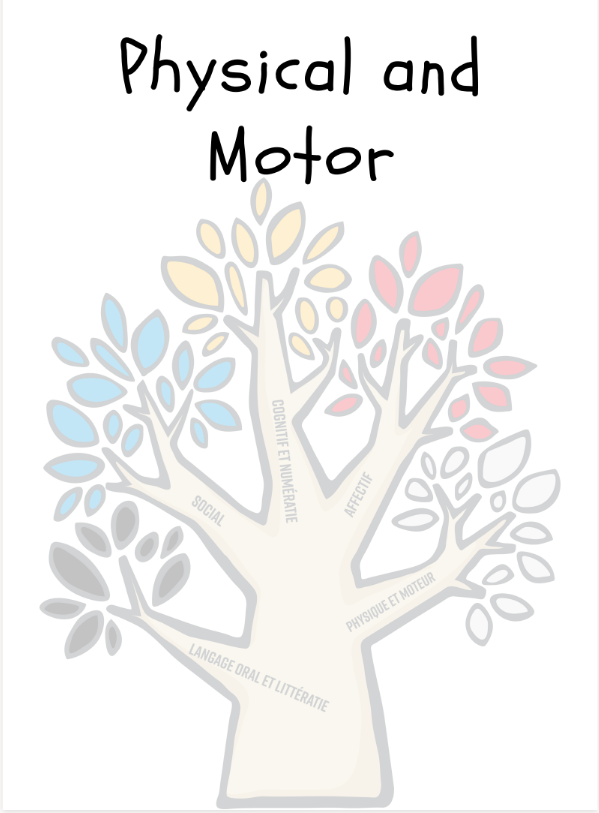 Physical and
Motor
COGNITIF ET NUMÉRATIE
SOCIAL
AFFECTIF
PHYSIQUE ET MOTEUR
LANGAGE ORAL ET LITTÉRATIE